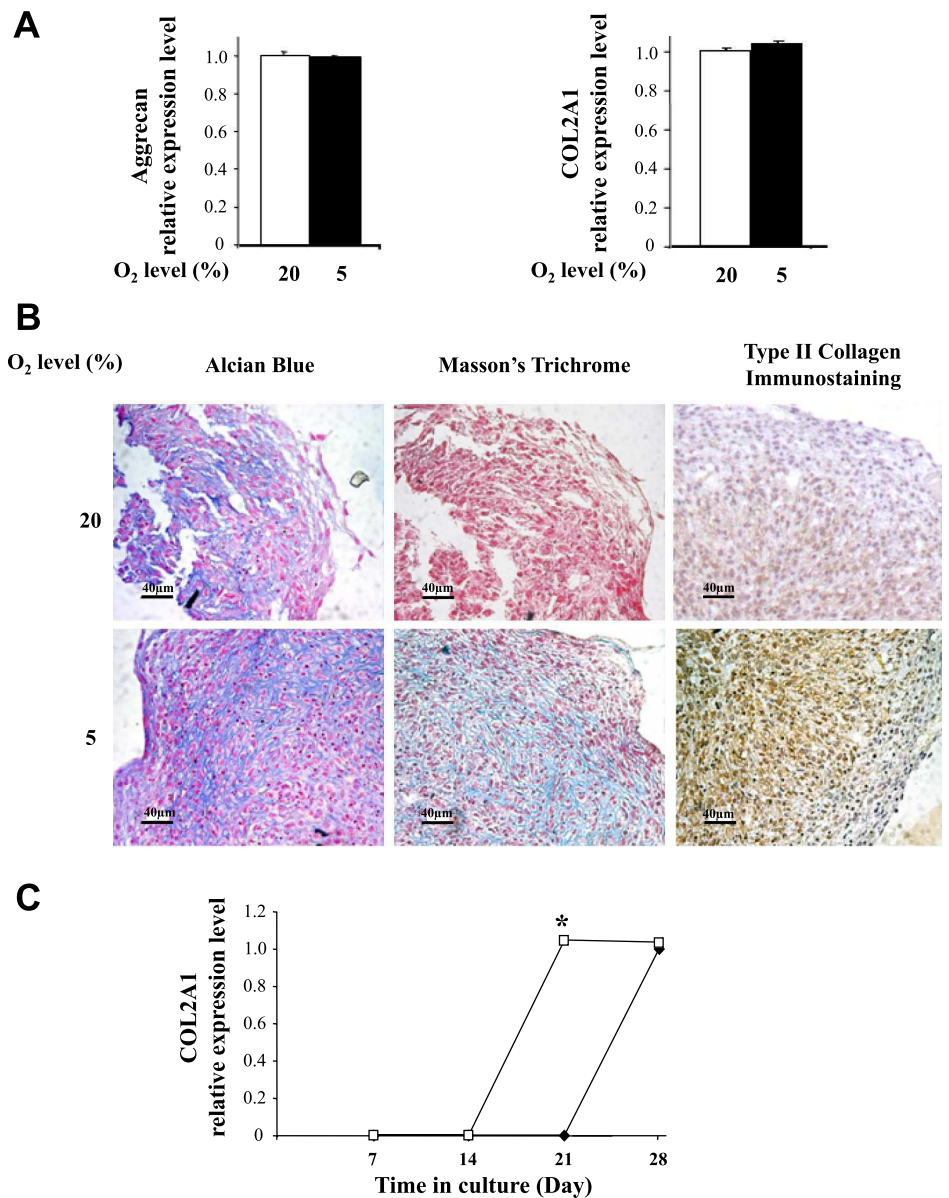 A
Aggrecan
relative expression level
1.0
0.8
0.6
0.4
0.2
0
O₂ level (%)
20
5
COL2A1
relative expression level
1.0
0.8
0.6
0.4
0.2
0
O₂ level (%)
20
5
B
O₂ level (%)
Alcian Blue
Masson’s Trichrome
Type II Collagen
Immunostaining
20
40µm
40µm
40µm
5
40µm
40µm
40µm
C
COL2A1
relative expression level
1.2
1.0
0.8
0.6
0.4
0.2
0
*
7
14
21
28
Time in culture (Day)